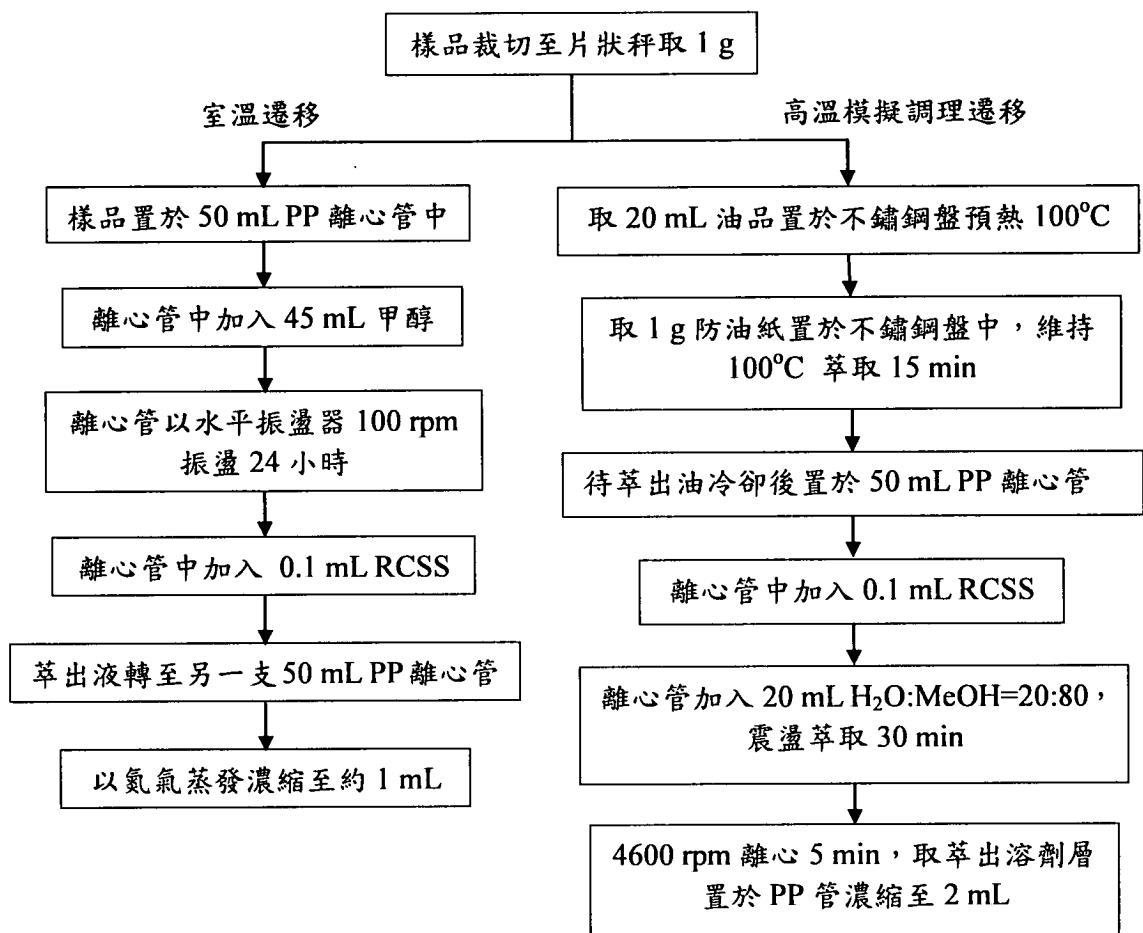 樣品裁切至片狀秤取 1 g
室溫遷移
高溫模擬調理遷移
樣品置於 50 mL PP 離心管中
離心管中加入 45 mL 甲醇
離心管以水平振盪器 100 rpm
振盪 24 小時
離心管中加入 0.1 mL RCSS
萃出液轉至另一支 50 mL PP 離心管
以氮氣蒸發濃縮至約 1 mL
取 20 mL 油品置於不鏽鋼盤預熱 100°C
取 1 g 防油紙置於不鏽鋼盤中，維持
100°C 萃取 15 min
待萃出油冷卻後置於 50 mL PP 離心管
離心管中加入 0.1 mL RCSS
離心管加入 20 mL H₂O:MeOH=20:80，
震盪萃取 30 min
4600 rpm 離心 5 min，取萃出溶劑層
置於 PP 管濃縮至 2 mL